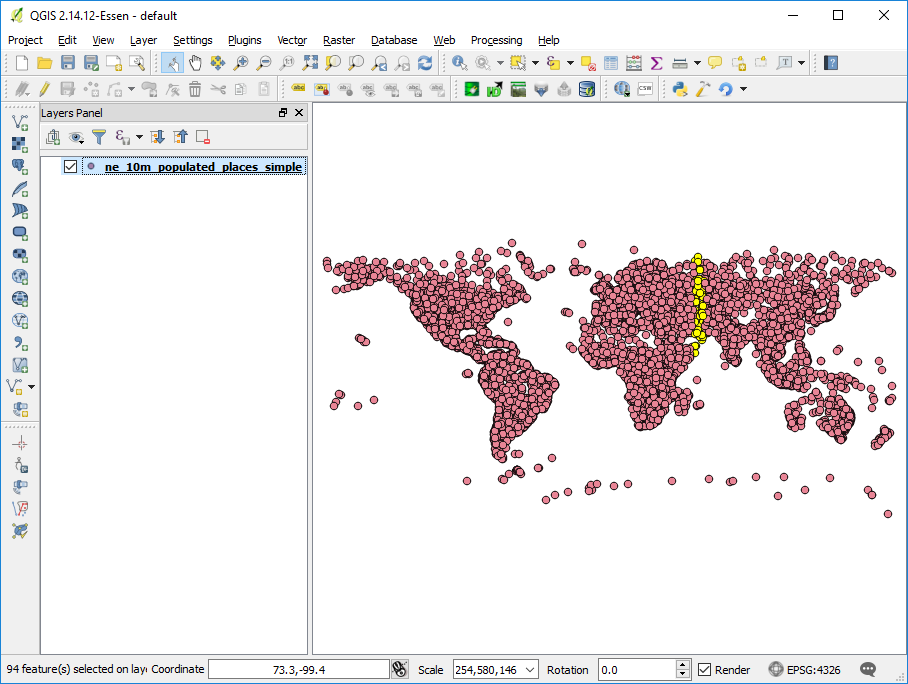 QGIS 2.14.12-Essen - default
Project Edit View Layer Settings Plugins Vector Raster Database Web Processing Help
Layers Panel
ne_10m_populated_places_simple
94 feature(s) selected on laye Coordinate 73.3,-99.4 Scale 254,580,146 Rotation 0.0 Render EPSG:4326